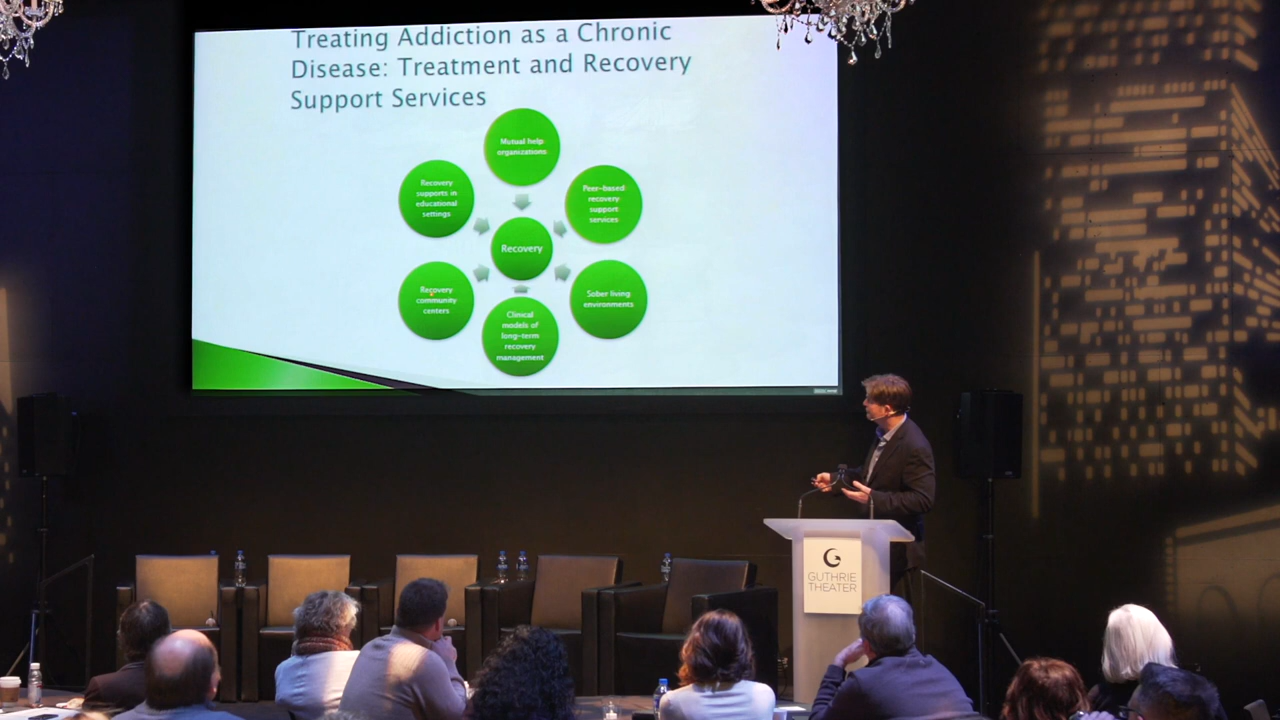 Treating Addiction as a Chronic
Disease: Treatment and Recovery
Support Services
Mutual help
organizations
Peer-based
recovery
support
services
Sober living
environments
Clinical
models of
long-term
recovery
management
Recovery
community
centers
Recovery
supports in
educational
settings
Recovery
GUTHRIE
THEATER